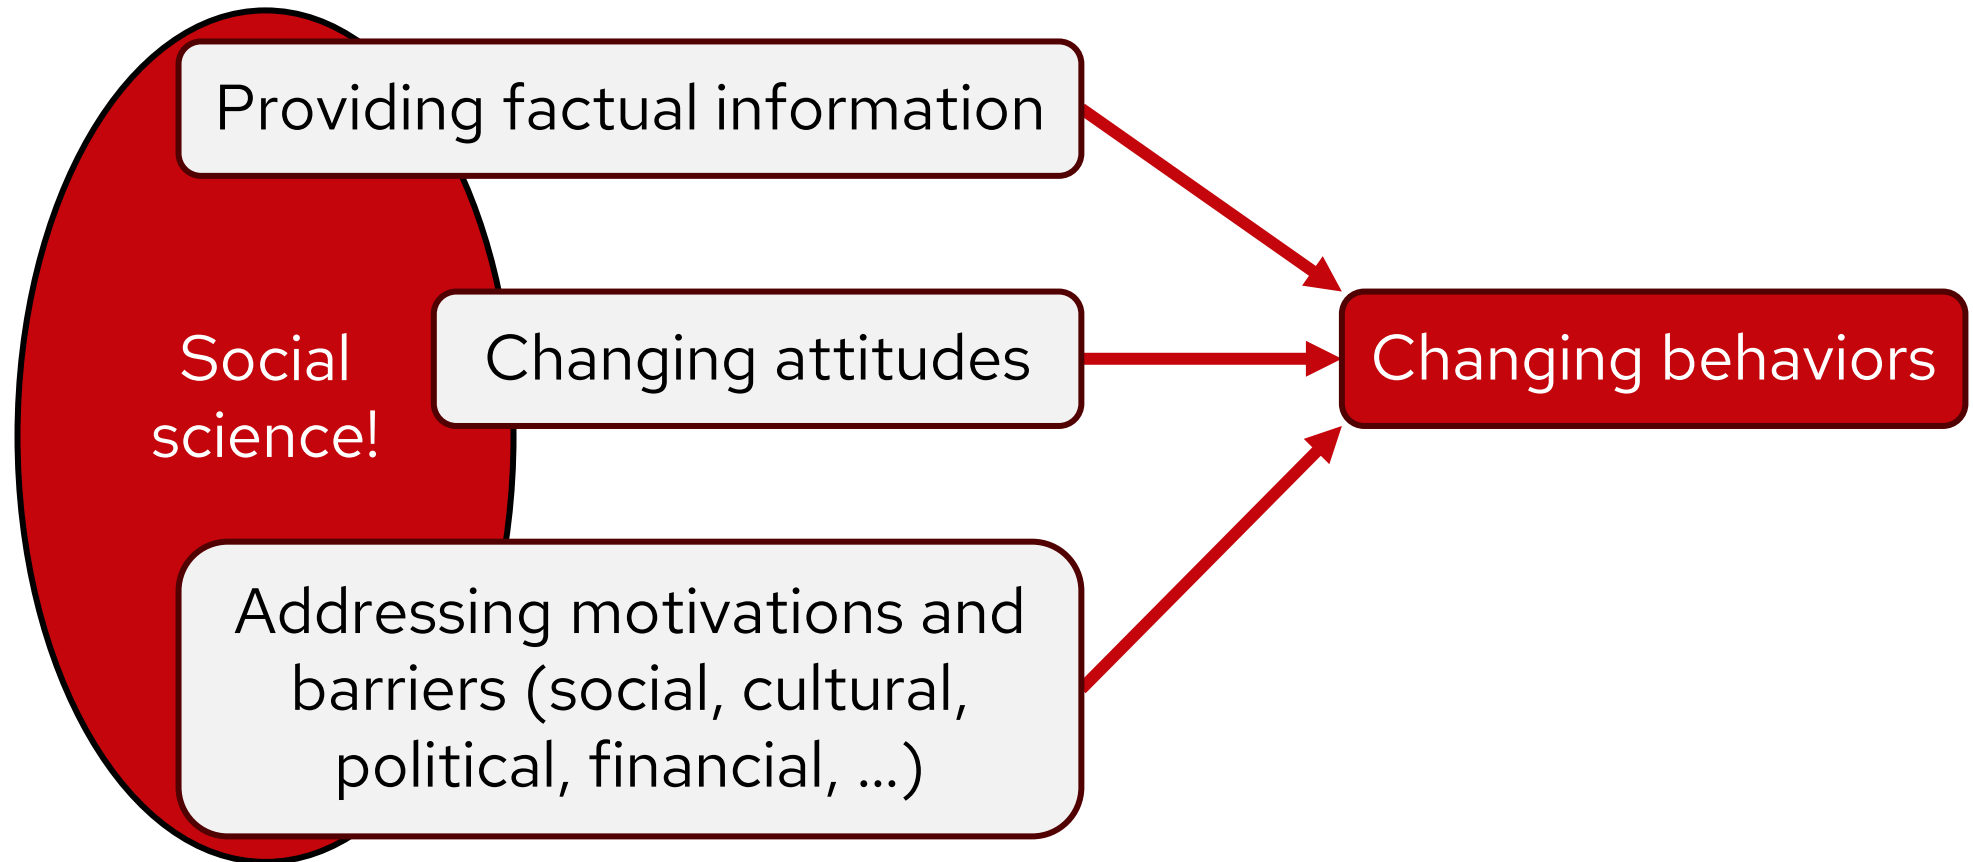 Providing factual information
Social
science!
Changing attitudes
Changing behaviors
Addressing motivations and
barriers (social, cultural,
political, financial, ...)